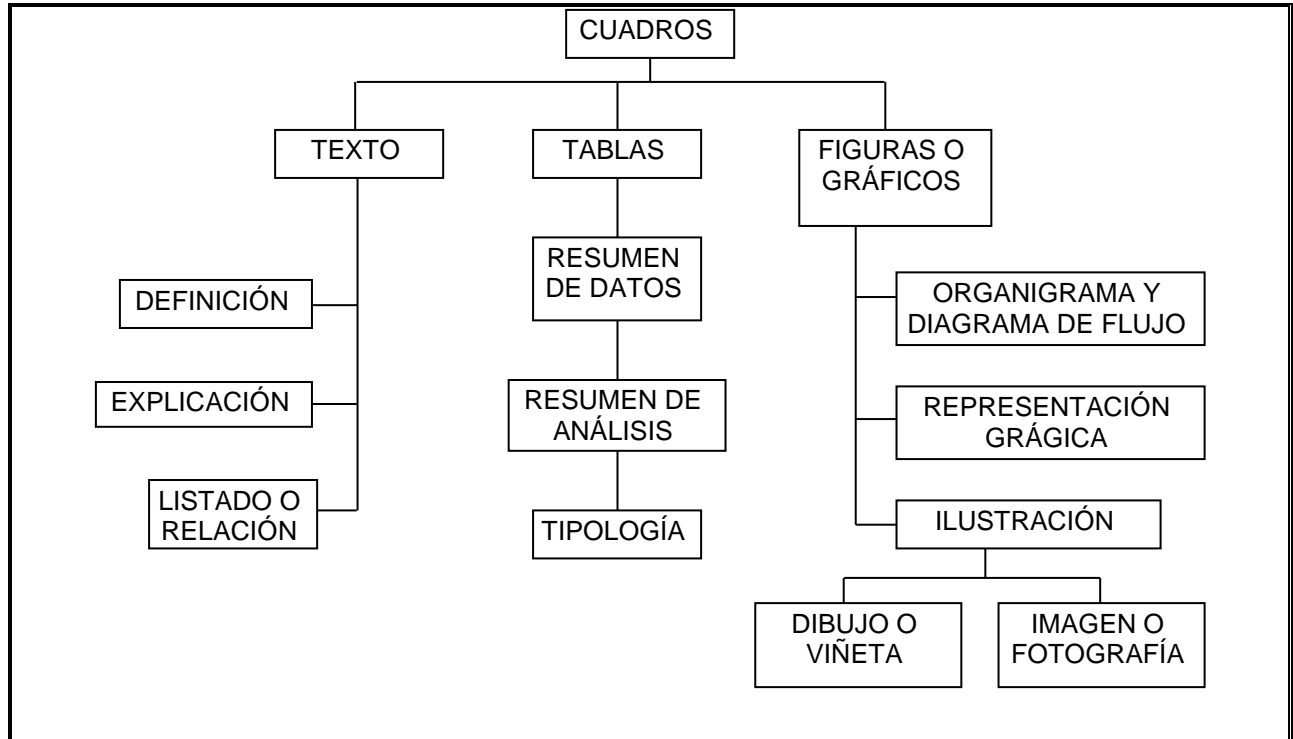 CUADROS
TEXTO
TABLAS
FIGURAS O
GRÁFICOS
DEFINICIÓN
EXPLICACIÓN
LISTADO O
RELACIÓN
RESUMEN
DE DATOS
RESUMEN DE
ANÁLISIS
TIPOLOGÍA
ORGANIGRAMA Y
DIAGRAMA DE FLUJO
REPRESENTACIÓN
GRÁGICA
ILUSTRACIÓN
DIBUJO O
VIÑETA
IMAGEN O
FOTOGRAFÍA